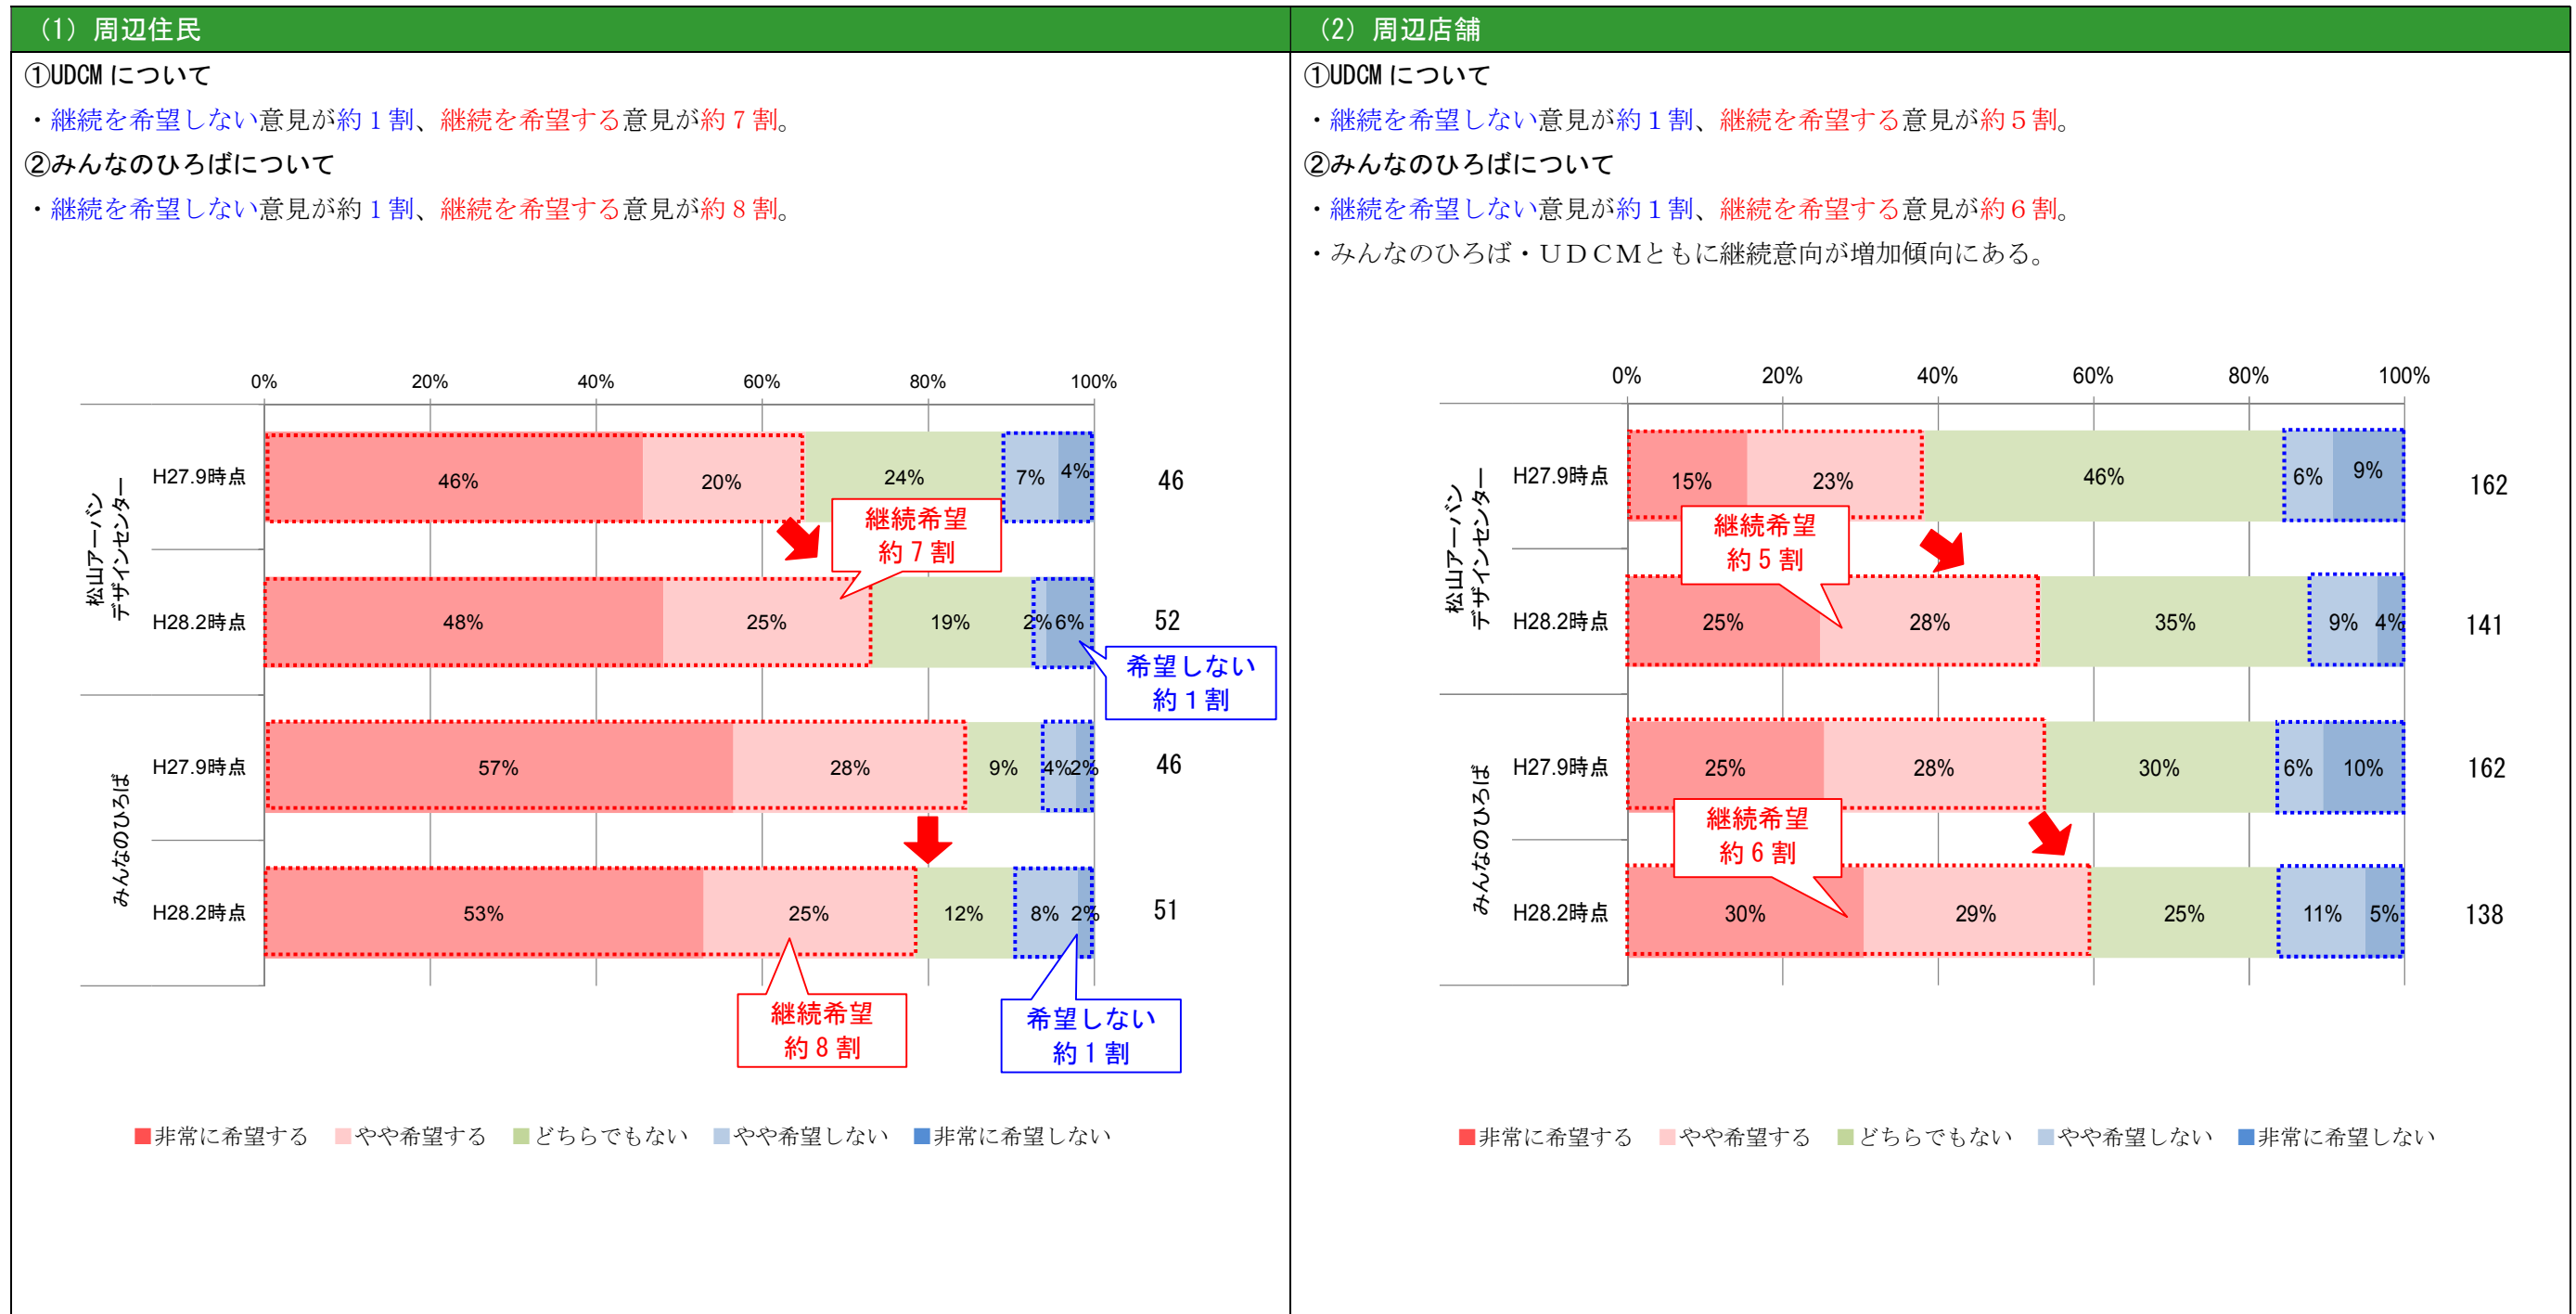 （1）周辺住民
①UDCMについて
・継続を希望しない意見が約１割、継続を希望する意見が約７割。
②みんなのひろばについて
・継続を希望しない意見が約１割、継続を希望する意見が約８割。
0% 20% 40% 60% 80% 100%
松山アーバン
デザインセンター
H27.9時点 46% 20% 24% 7% 4% 46
継続希望
約７割
H28.2時点 48% 25% 19% 2% 6% 52
希望しない
約１割
みんなのひろば
H27.9時点 57% 28% 9% 4% 2% 46
H28.2時点 53% 25% 12% 8% 2% 51
継続希望
約８割
希望しない
約１割
非常に希望する やや希望する どちらでもない やや希望しない 非常に希望しない
（2）周辺店舗
①UDCMについて
・継続を希望しない意見が約１割、継続を希望する意見が約５割。
②みんなのひろばについて
・継続を希望しない意見が約１割、継続を希望する意見が約６割。
・みんなのひろば・ＵＤＣＭともに継続意向が増加傾向にある。
0% 20% 40% 60% 80% 100%
松山アーバン
デザインセンター
H27.9時点 15% 23% 46% 6% 9% 162
継続希望
約５割
H28.2時点 25% 28% 35% 9% 4% 141
みんなのひろば
H27.9時点 25% 28% 30% 6% 10% 162
継続希望
約６割
H28.2時点 30% 29% 25% 11% 5% 138
非常に希望する やや希望する どちらでもない やや希望しない 非常に希望しない